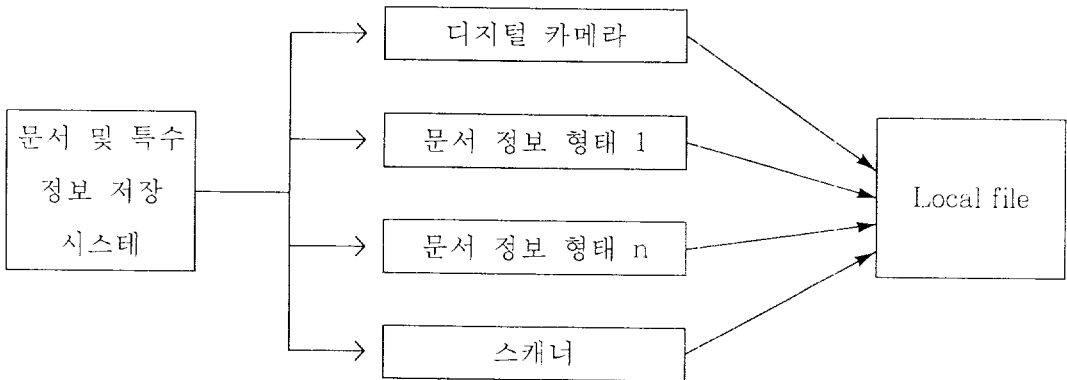 디지털 카메라
문서 및 특수
정보 저장
시스테
문서 정보 형태 1
문서 정보 형태 n
스캐너
Local file